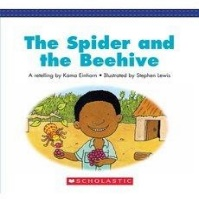 The Spider and
the Beehive
A retelling by Kama Einhorn • Illustrated by Stephen Lewis
SCHOLASTIC